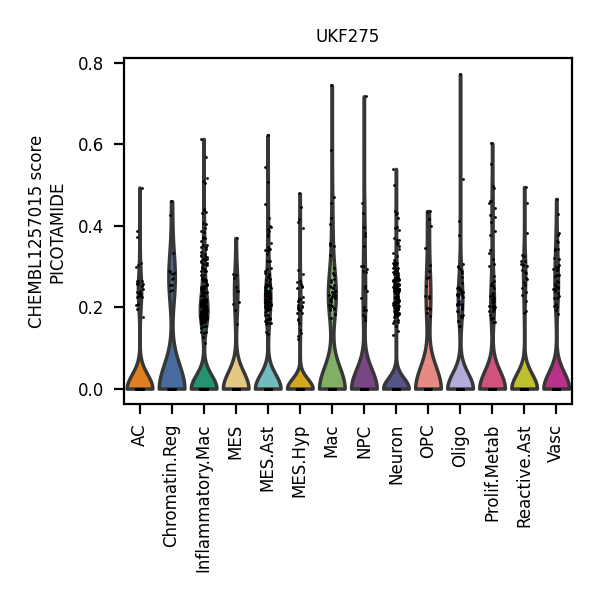 UKF275
CHEMBL1257015 score
PICOTAMIDE
0.8
0.6
0.4
0.2
0.0
AC
Chromatin.Reg
Inflammatory.Mac
MES
MES.Ast
MES.Hyp
Mac
NPC
Neuron
OPC
Oligo
Prolif.Metab
Reactive.Ast
Vasc